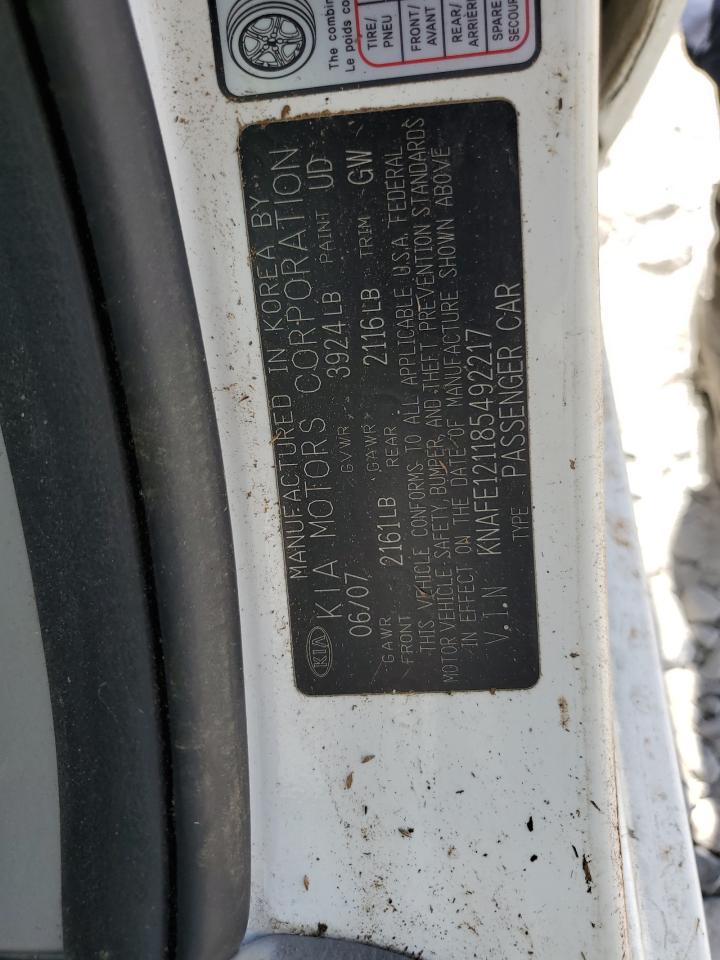 The combin
Le poids co
TIRE/
PNEU
FRONT/
AVANT
REAR/
ARRIÈRE
SPARE
SECOUR
MANUFACTURED IN KOREA BY
KIA KIA MOTORS CORPORATION
06/07 GVWR 3924LB PAINT UD
GAWR FRONT 2161LB GAWR REAR 2116LB TRIM GW
THIS VEHICLE CONFORMS TO ALL APPLICABLE U.S.A. FEDERAL
MOTOR VEHICLE SAFETY, BUMPER, AND THEFT PREVENTION STANDARDS
IN EFFECT ON THE DATE OF MANUFACTURE SHOWN ABOVE
V.I.N KNAFE121185492217
TYPE PASSENGER CAR